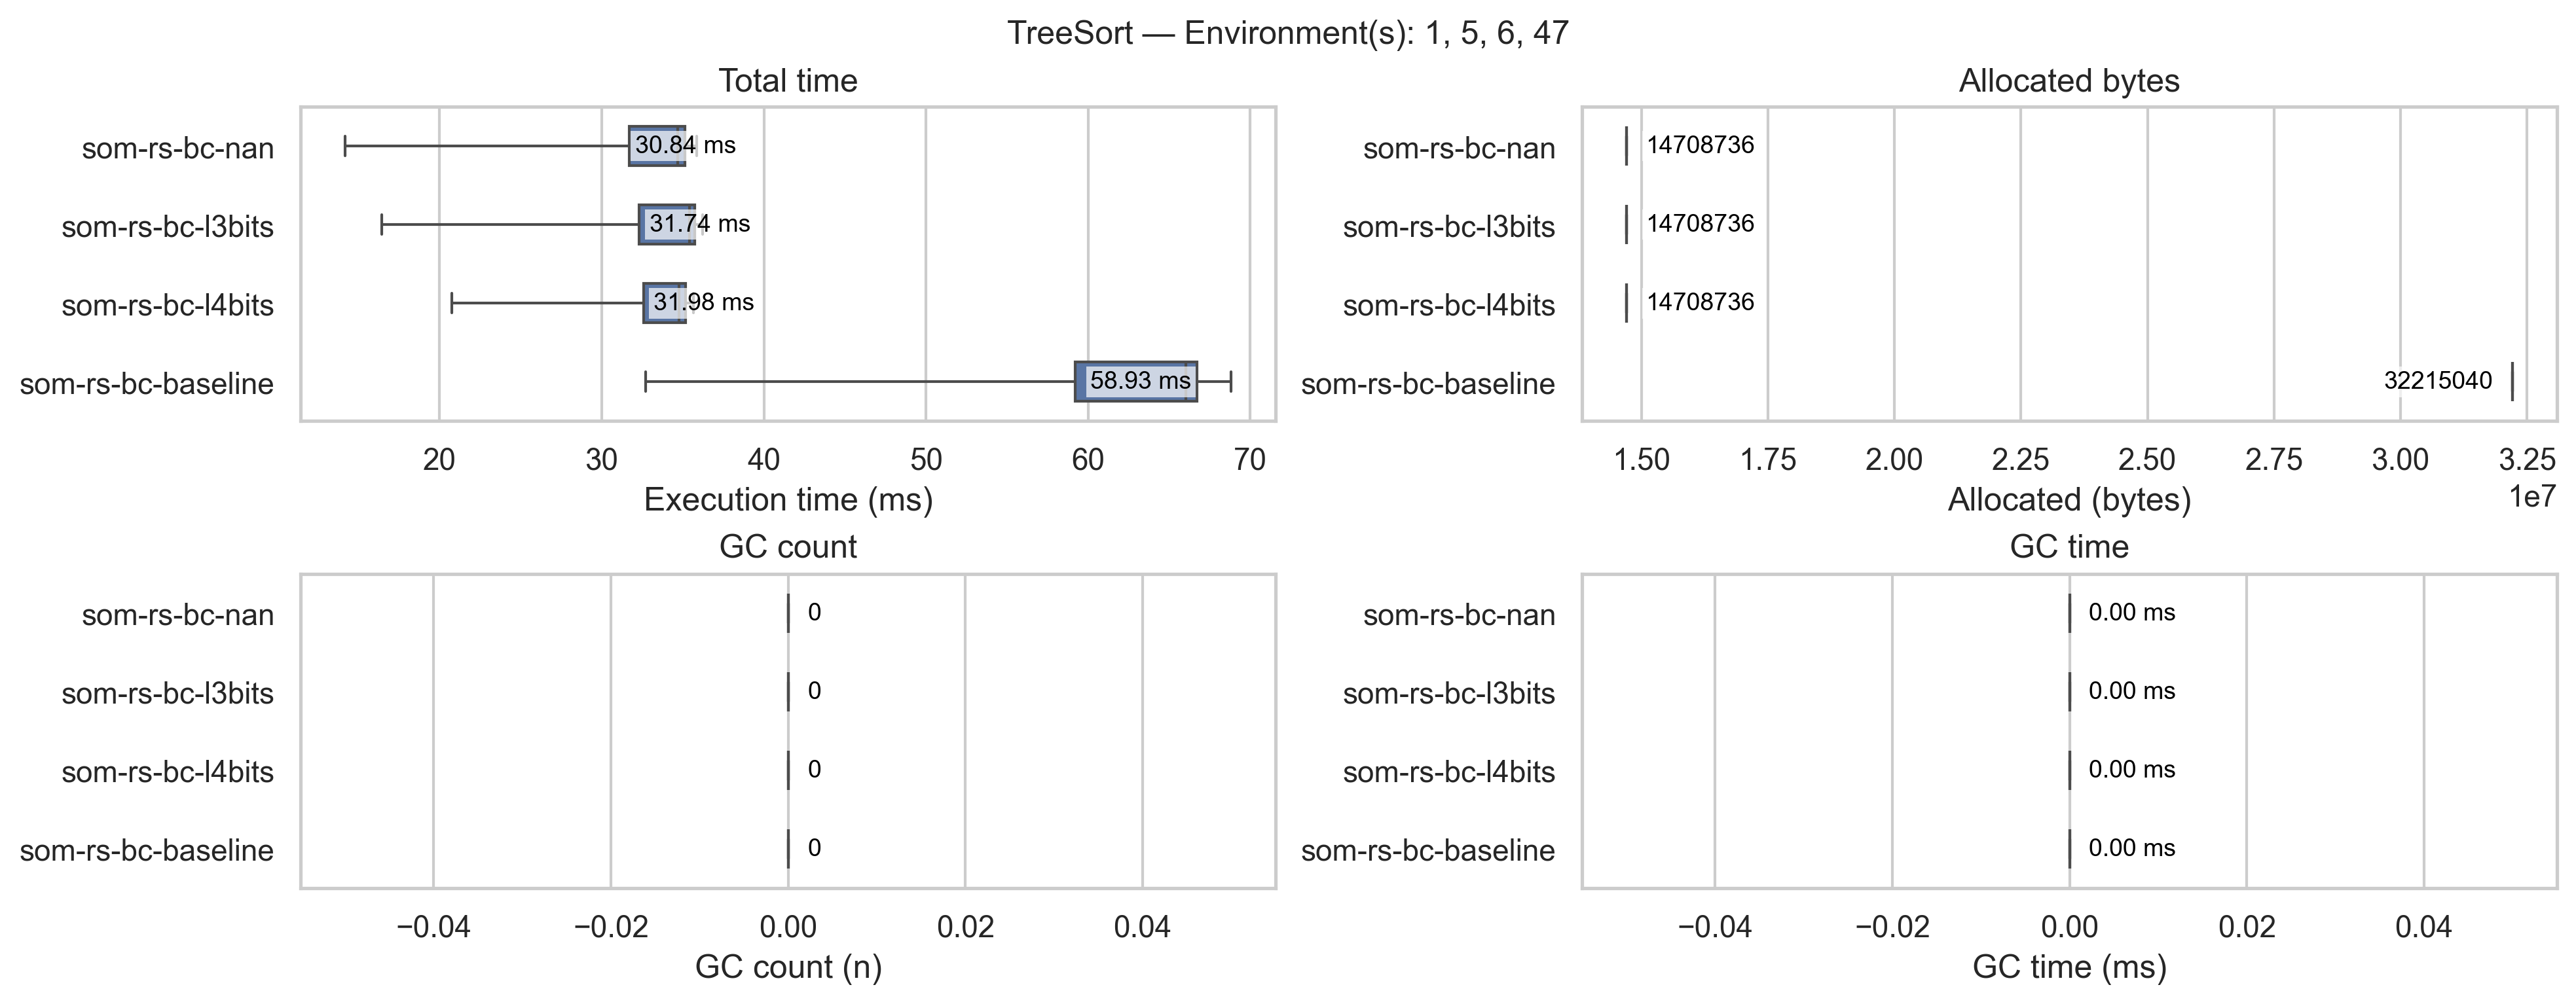 TreeSort — Environment(s): 1, 5, 6, 47
Total time
som-rs-bc-nan
30.84 ms
som-rs-bc-l3bits
31.74 ms
som-rs-bc-l4bits
31.98 ms
som-rs-bc-baseline
58.93 ms
20 30 40 50 60 70
Execution time (ms)
Allocated bytes
som-rs-bc-nan
14708736
som-rs-bc-l3bits
14708736
som-rs-bc-l4bits
14708736
som-rs-bc-baseline
32215040
1.50 1.75 2.00 2.25 2.50 2.75 3.00 3.25
1e7
Allocated (bytes)
GC count
som-rs-bc-nan
0
som-rs-bc-l3bits
0
som-rs-bc-l4bits
0
som-rs-bc-baseline
0
−0.04 −0.02 0.00 0.02 0.04
GC count (n)
GC time
som-rs-bc-nan
0.00 ms
som-rs-bc-l3bits
0.00 ms
som-rs-bc-l4bits
0.00 ms
som-rs-bc-baseline
0.00 ms
−0.04 −0.02 0.00 0.02 0.04
GC time (ms)